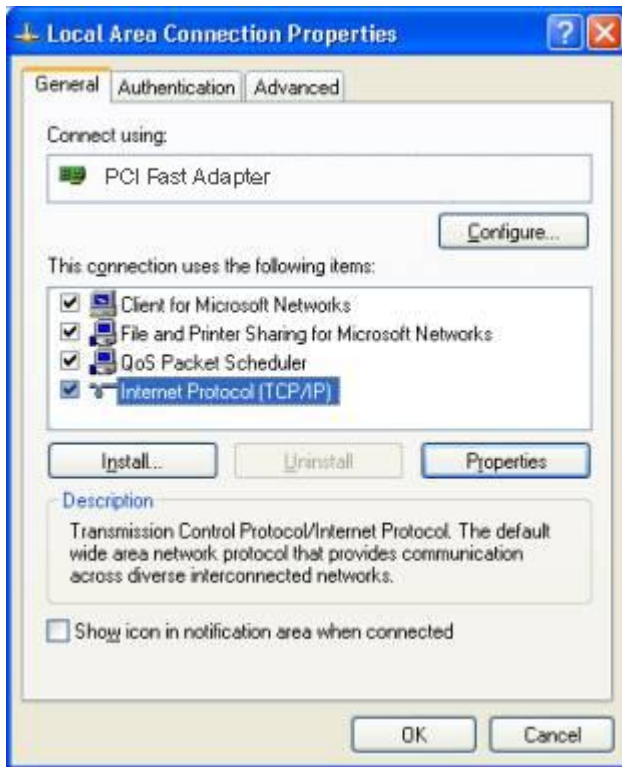 Local Area Connection Properties
General Authentication Advanced
Connect using:
PCI Fast Adapter
Configure...
This connection uses the following items:
Client for Microsoft Networks
File and Printer Sharing for Microsoft Networks
QoS Packet Scheduler
Internet Protocol (TCP/IP)
Install... Uninstall Properties
Description
Transmission Control Protocol/Internet Protocol. The default
wide area network protocol that provides communication
across diverse interconnected networks.
Show icon in notification area when connected
OK Cancel